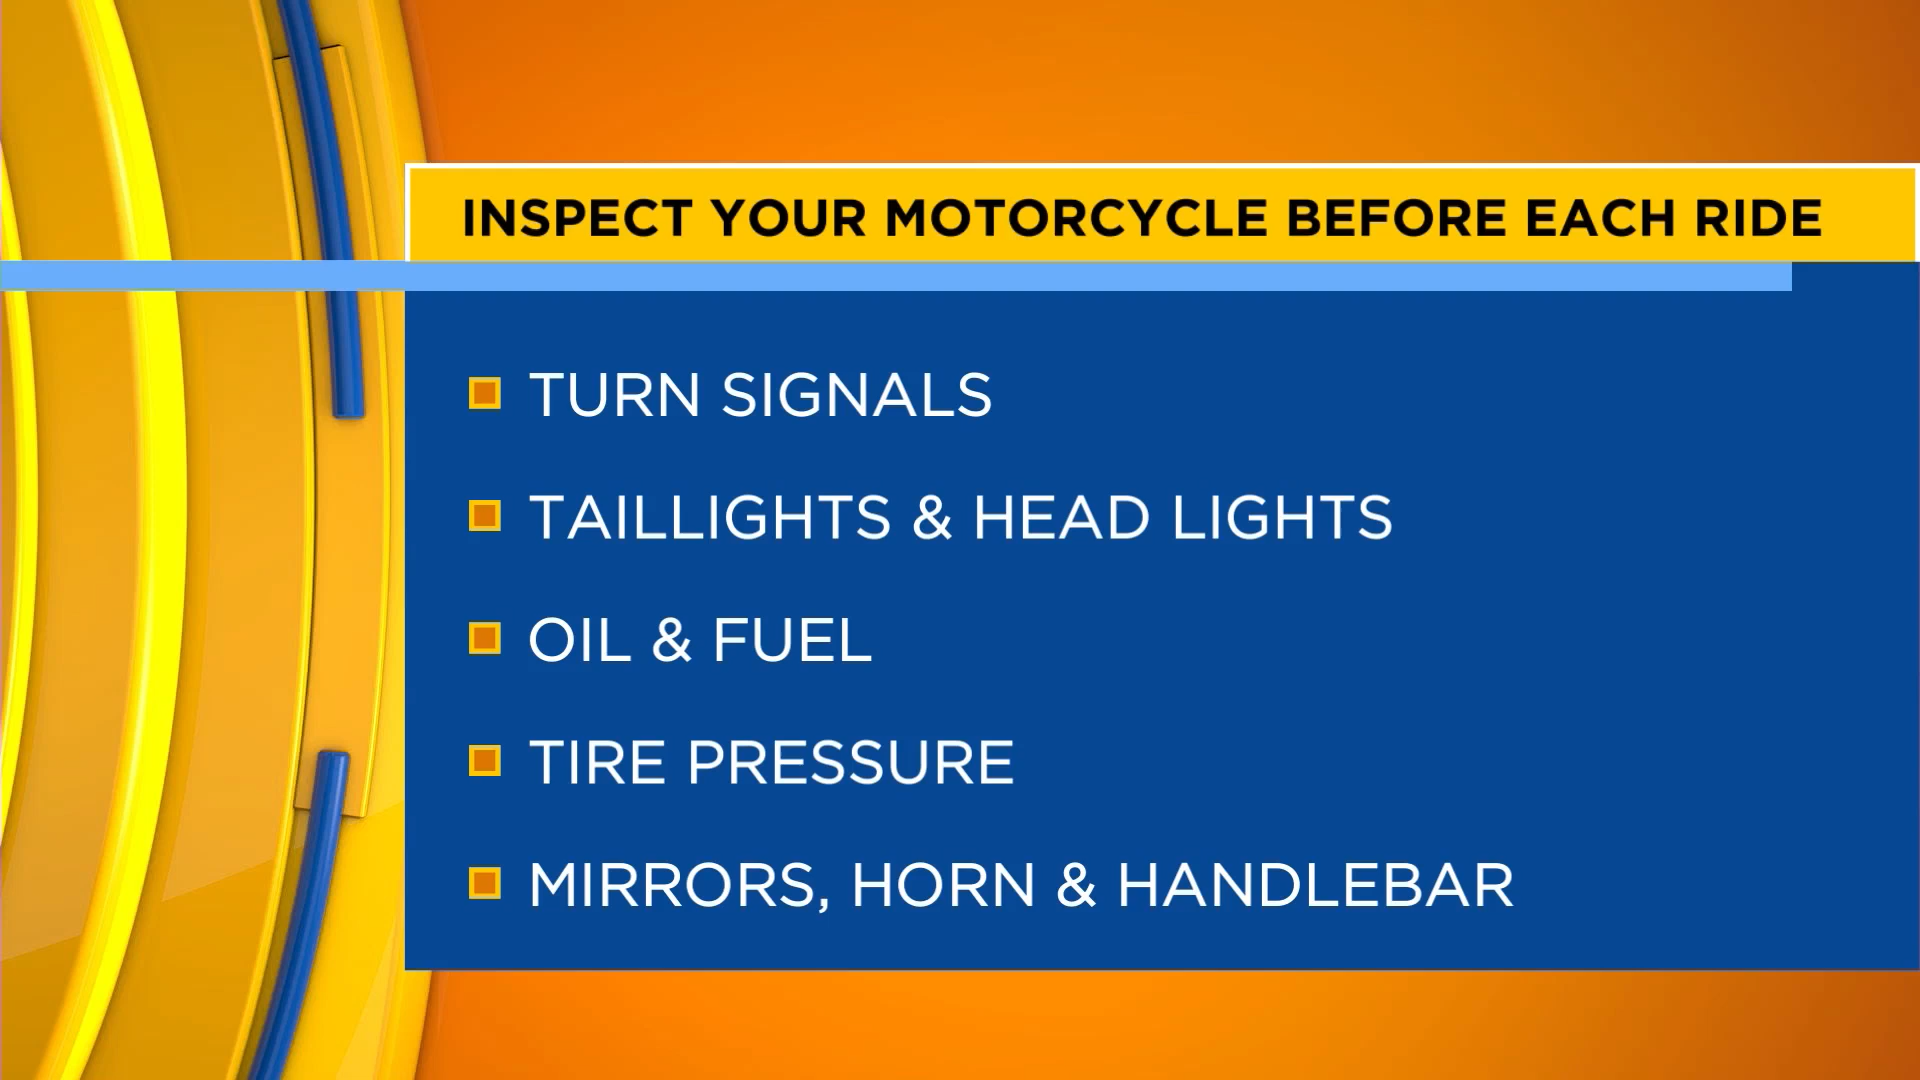 INSPECT YOUR MOTORCYCLE BEFORE EACH RIDE
TURN SIGNALS
TAILLIGHTS & HEAD LIGHTS
OIL & FUEL
TIRE PRESSURE
MIRRORS, HORN & HANDLEBAR